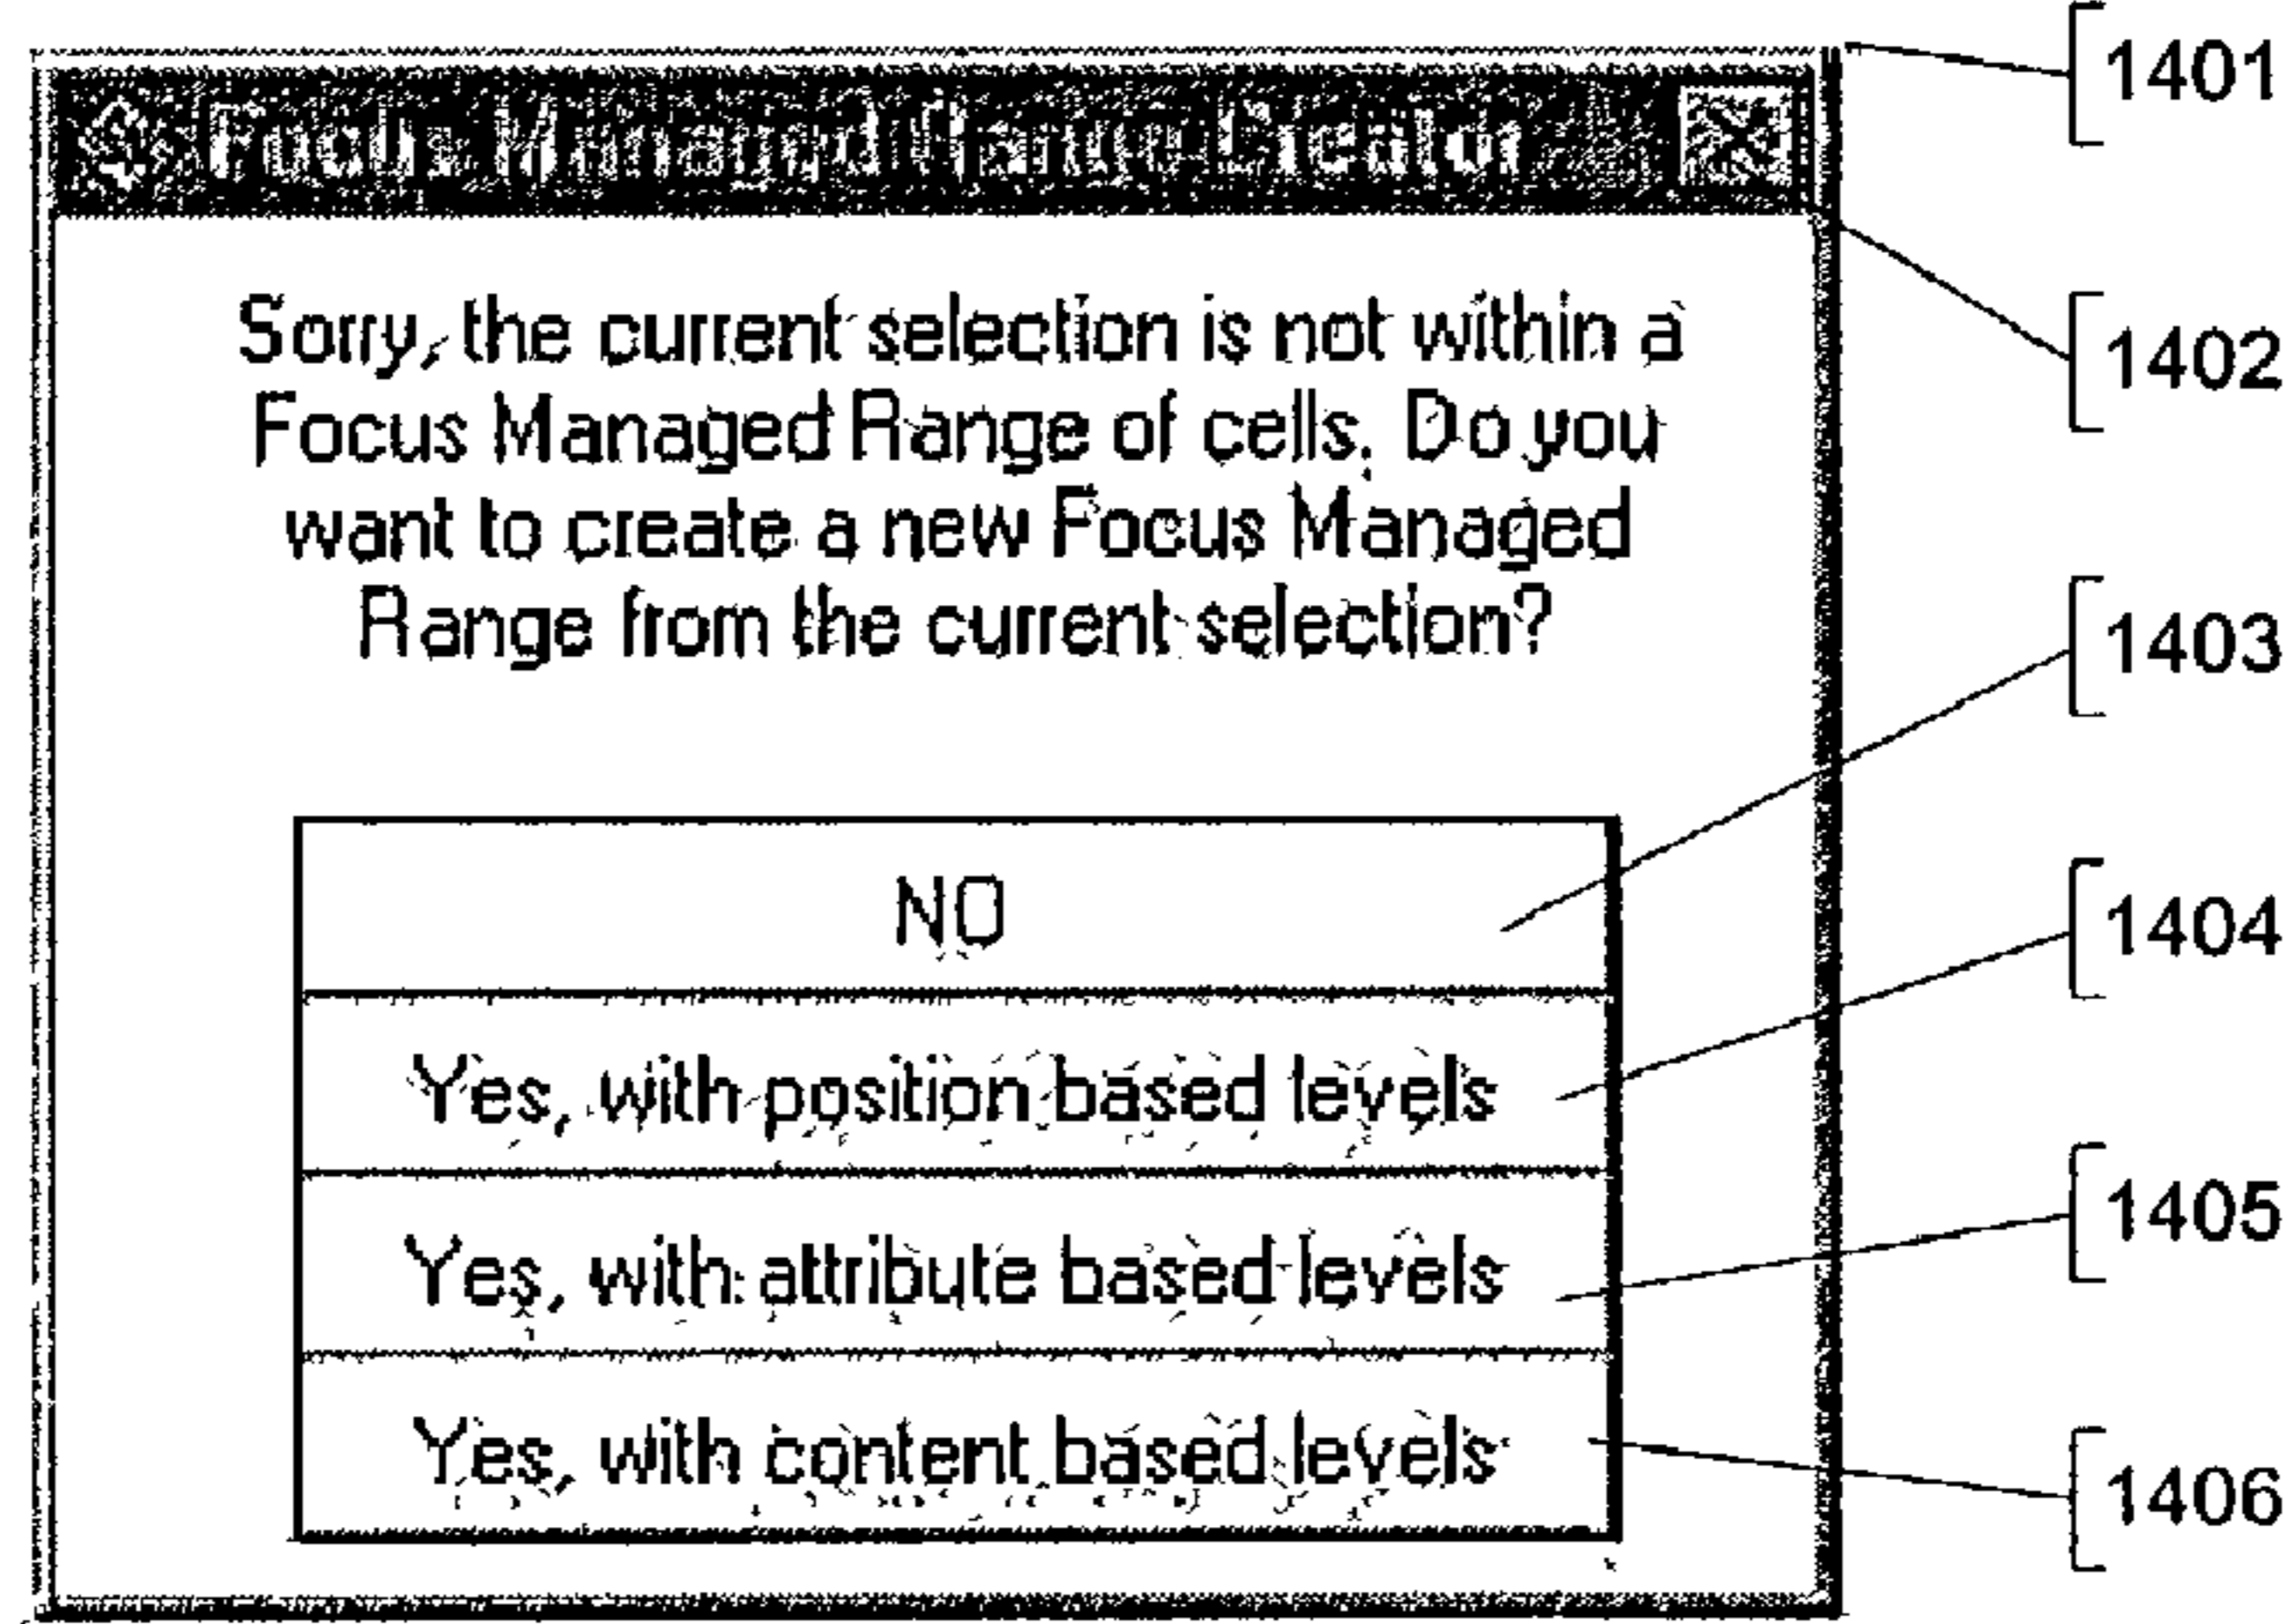 Focus Managed Range
1401
1402
Sorry, the current selection is not within a
Focus Managed Range of cells. Do you
want to create a new Focus Managed
Range from the current selection?
1403
NO
1404
Yes, with position based levels
1405
Yes, with attribute based levels
1406
Yes, with content based levels